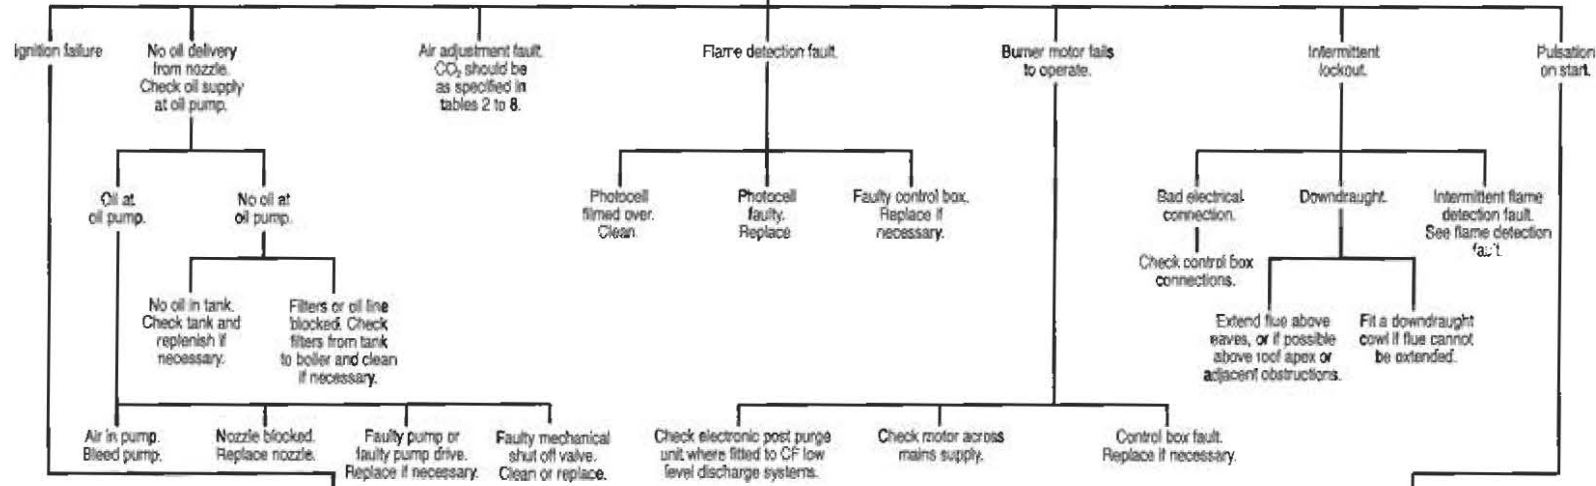 Ignition failure
No oil delivery
from nozzle.
Check oil supply
at oil pump.
Air adjustment fault.
CO₂ should be
as specified in
tables 2 to 8.
Flame detection fault.
Burner motor fails
to operate.
Intermittent
lockout.
Pulsation
on start.
Oil at
oil pump.
No oil at
oil pump.
Photocell
filmed over.
Clean.
Photocell
faulty.
Replace
Faulty control box.
Replace if
necessary.
Bad electrical
connection.
Downdraught.
Intermittent flame
detection fault.
See flame detection
fault.
Check control box
connections.
No oil in tank.
Check tank and
replenish if
necessary.
Filters or oil line
blocked. Check
filters from tank
to boiler and clean
if necessary.
Extend flue above
eaves, or if possible
above roof apex or
adjacent obstructions.
Fit a downdraught
cowl if flue cannot
be extended.
Air in pump.
Bleed pump.
Nozzle blocked.
Replace nozzle.
Faulty pump or
faulty pump drive.
Replace if necessary.
Faulty mechanical
shut off valve.
Clean or replace.
Check electronic post purge
unit where fitted to CF low
level discharge systems.
Check motor across
mains supply.
Control box fault.
Replace if necessary.